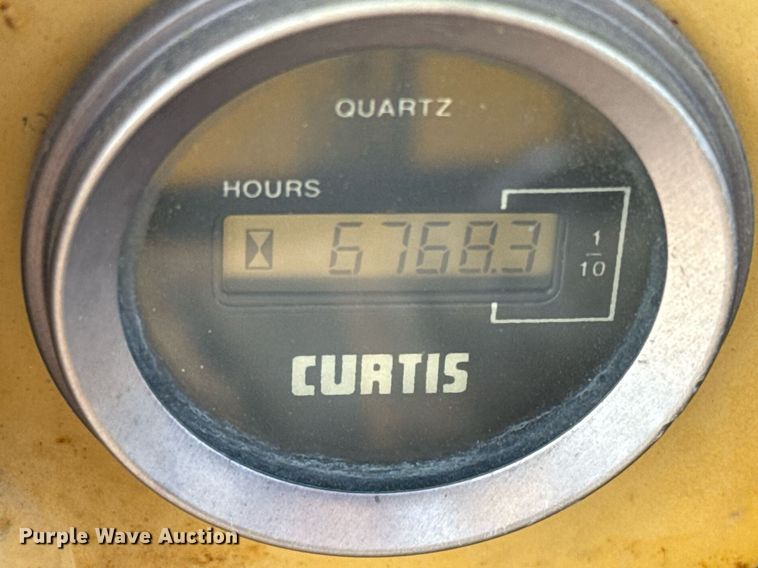 QUARTZ
HOURS
6768.3
1
10
CURTIS
Purple Wave Auction